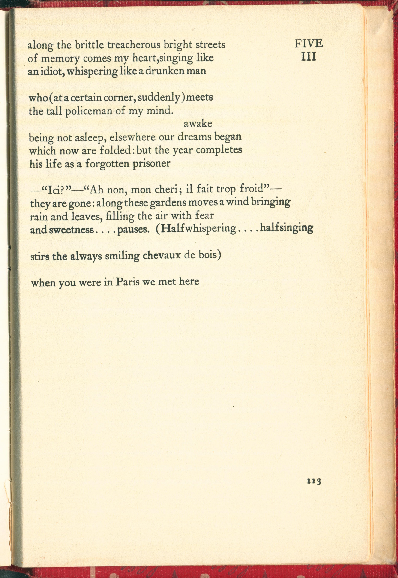 along the brittle treacherous bright streets
of memory comes my heart,singing like
an idiot, whispering like a drunken man
FIVE
III
who(at a certain corner, suddenly)meets
the tall policeman of my mind.
awake
being not asleep, elsewhere our dreams began
which now are folded:but the year completes
his life as a forgotten prisoner
—"Ici?"—"Ah non, mon cheri; il fait trop froid"—
they are gone: along these gardens moves a wind bringing
rain and leaves, filling the air with fear
and sweetness. . . . pauses. (Halfwhispering. . . . halfsinging
stirs the always smiling chevaux de bois)
when you were in Paris we met here
113